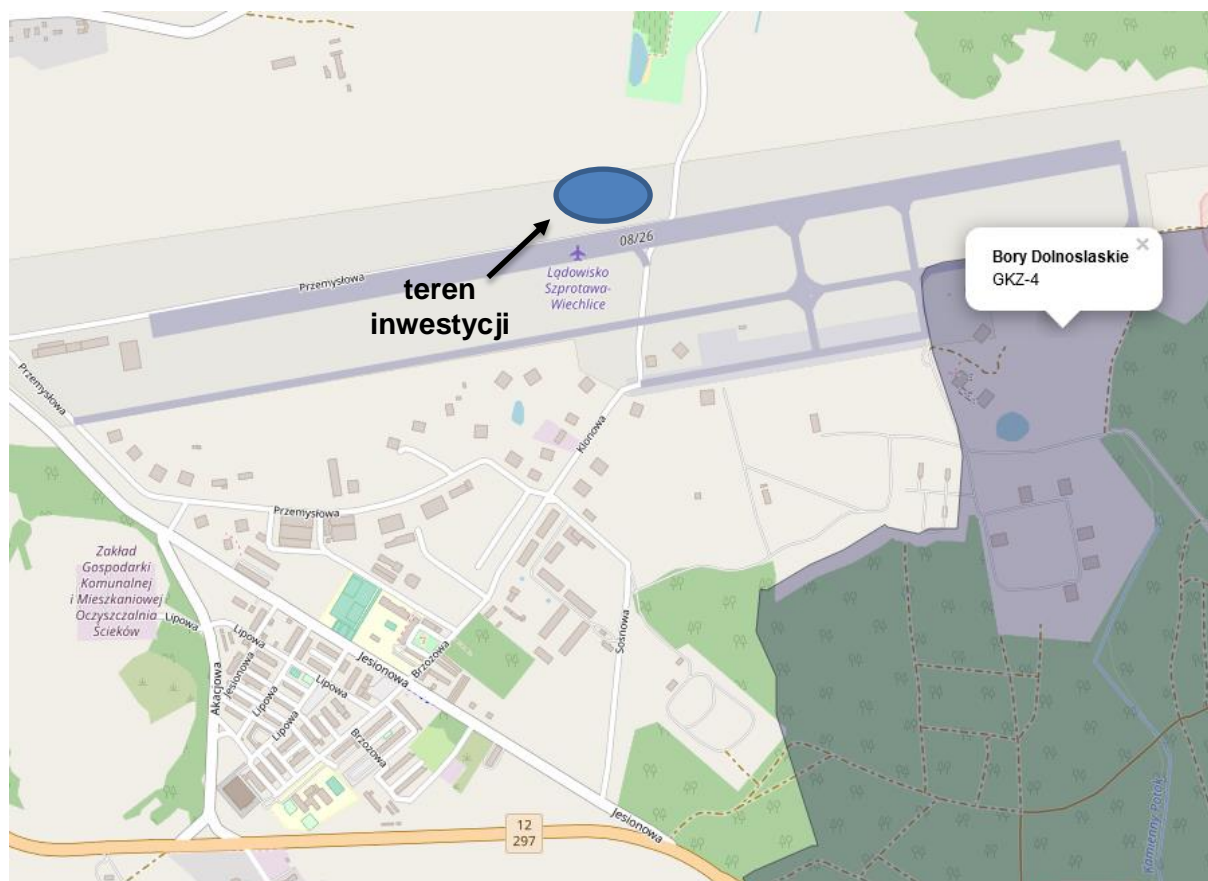 08/26
Przemysłowa
Lądowisko
Szprotawa-
Wiechlice
teren
inwestycji
Bory Dolnoslaskie
GKZ-4
×
Przemysłowa
Klonowa
Przemysłowa
Zakład
Gospodarki
Komunalnej
i Mieszkaniowej
Oczyszczalnia
Ścieków
Lipowa
Lipowa
Jesionowa
Lipowa
Lipowa
Lipowa
Akacjowa
Jesionowa
Brzozowa
Brzozowa
Sosnowa
Jesionowa
12
297
Kamienny Potok